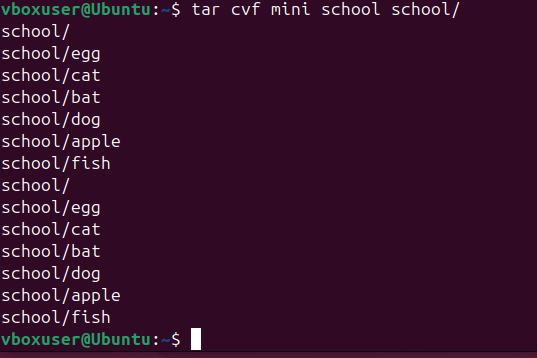 vboxuser@Ubuntu:~$ tar cvf mini school school/
school/
school/egg
school/cat
school/bat
school/dog
school/apple
school/fish
school/
school/egg
school/cat
school/bat
school/dog
school/apple
school/fish
vboxuser@Ubuntu:~$